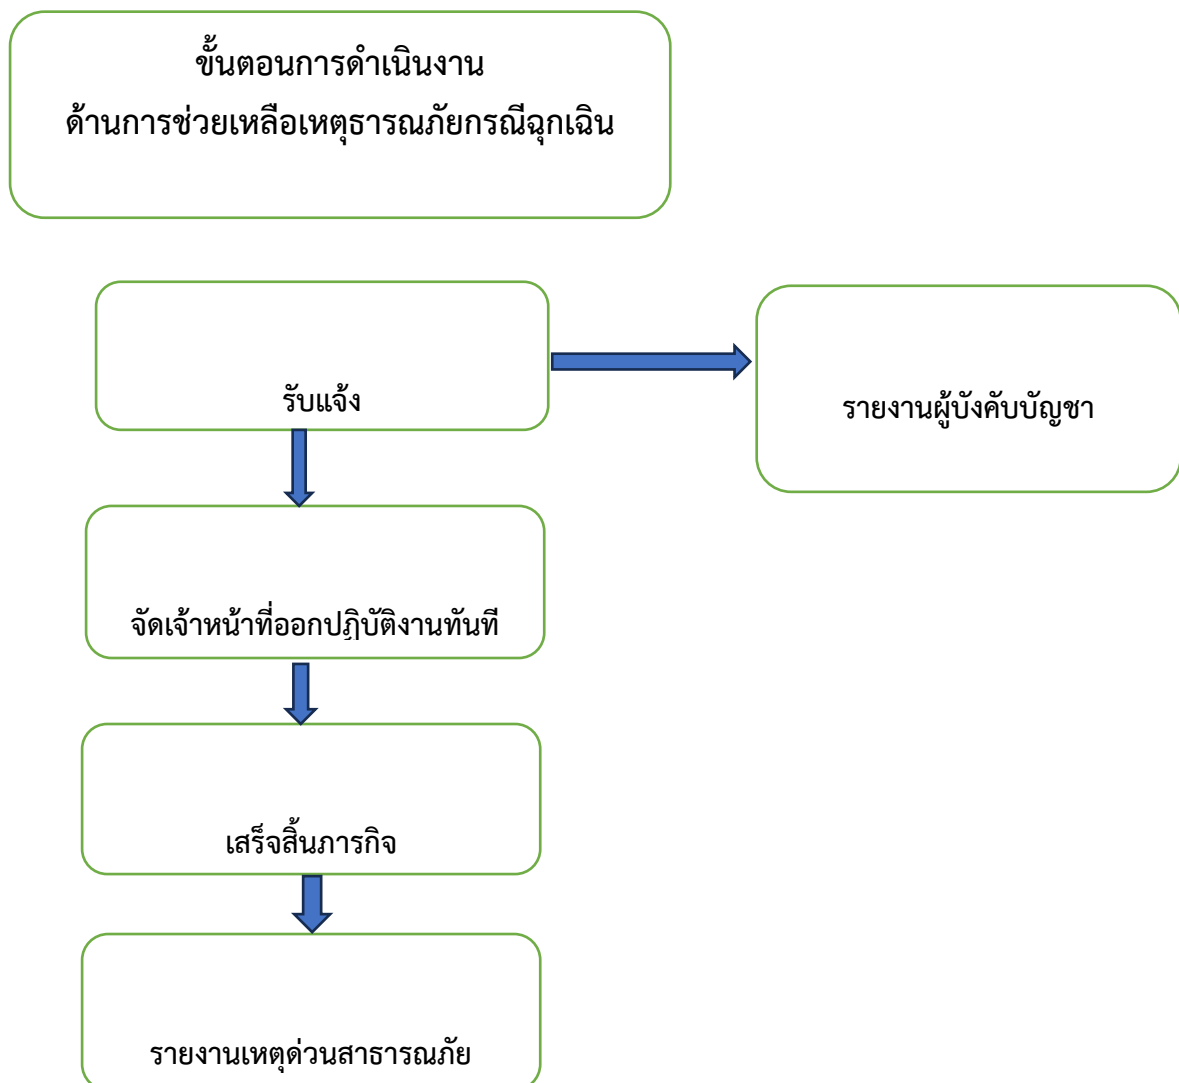 ขั้นตอนการดำเนินงาน
ด้านการช่วยเหลือเหตุธารณภัยกรณีฉุกเฉิน
รับแจ้ง
รายงานผู้บังคับบัญชา
จัดเจ้าหน้าที่ออกปฏิบัติงานทันที
เสร็จสิ้นภารกิจ
รายงานเหตุด่วนสาธารณภัย